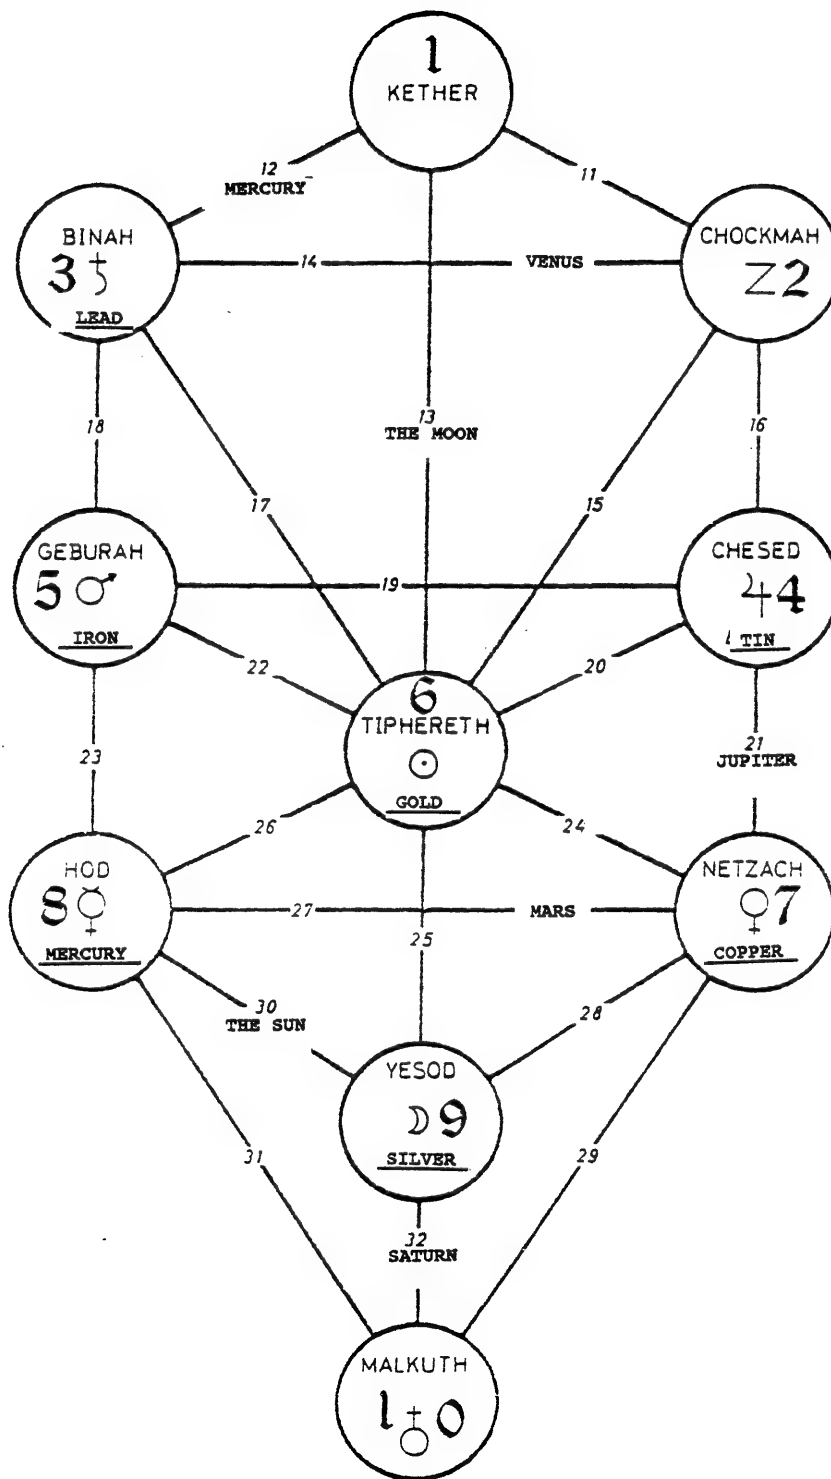 1
KETHER
12
MERCURY
11
BINAH
3 ♄
LEAD
14
VENUS
CHOCKMAH
Z 2
13
THE MOON
18
16
17
15
GEBURAH
5 ♂
IRON
19
CHESED
♃ 4
TIN
22
20
6
TIPHERETH
☉
GOLD
23
21
JUPITER
26
24
HOD
8 ☿
MERCURY
27
MARS
NETZACH
♀ 7
COPPER
25
30
THE SUN
28
YESOD
☽ 9
SILVER
31
29
32
SATURN
MALKUTH
1 ♁ 0